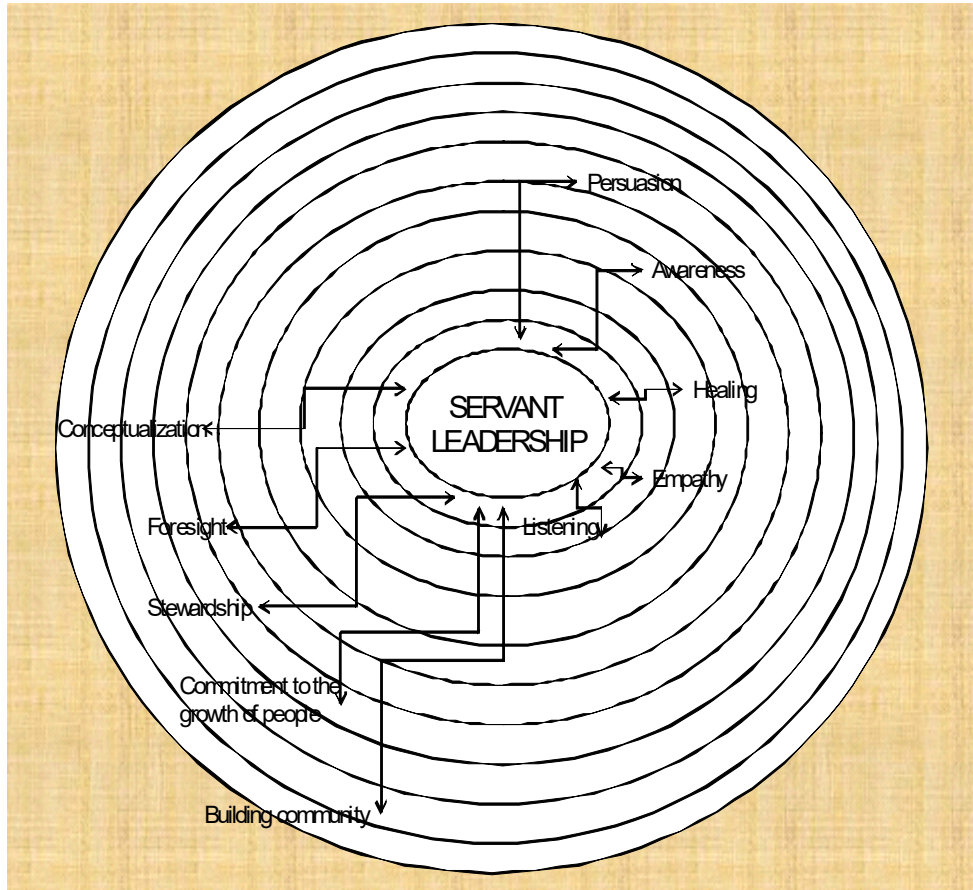 Persuasion
Awareness
Healing
SERVANT
LEADERSHIP
Conceptualization
Empathy
Foresight
Listening
Stewardship
Commitment to the
growth of people
Building community